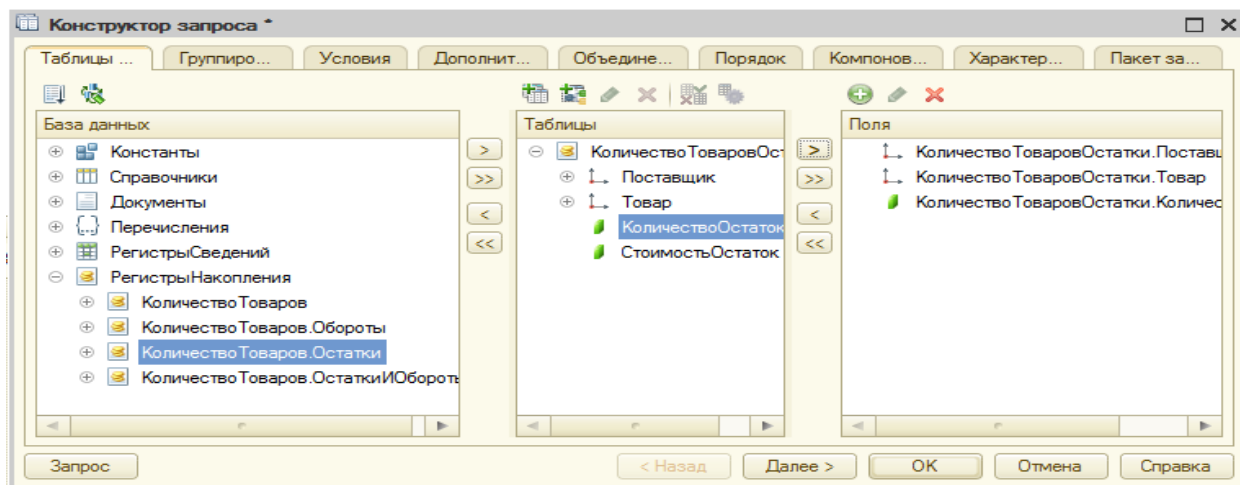 Конструктор запроса *
Таблицы ... Группиро... Условия Дополнит... Объедине... Порядок Компонов... Характер... Пакет за...
База данных
Константы
Справочники
Документы
Перечисления
РегистрыСведений
РегистрыНакопления
КоличествоТоваров
КоличествоТоваров.Обороты
КоличествоТоваров.Остатки
КоличествоТоваров.ОстаткиИОбороты
> 
>>
<
<<
Таблицы
КоличествоТоваровОст
Поставщик
Товар
КоличествоОстаток
СтоимостьОстаток
>
>>
<
<<
Поля
КоличествоТоваровОстатки.Поставщ
КоличествоТоваровОстатки.Товар
КоличествоТоваровОстатки.Количес
Запрос < Назад Далее > OK Отмена Справка